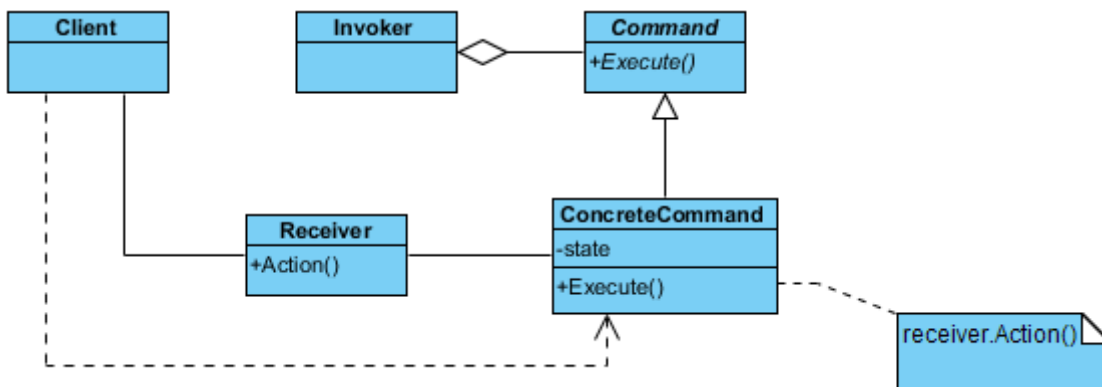 Client
Invoker
Command
+Execute()
Receiver
+Action()
ConcreteCommand
-state
+Execute()
receiver.Action()